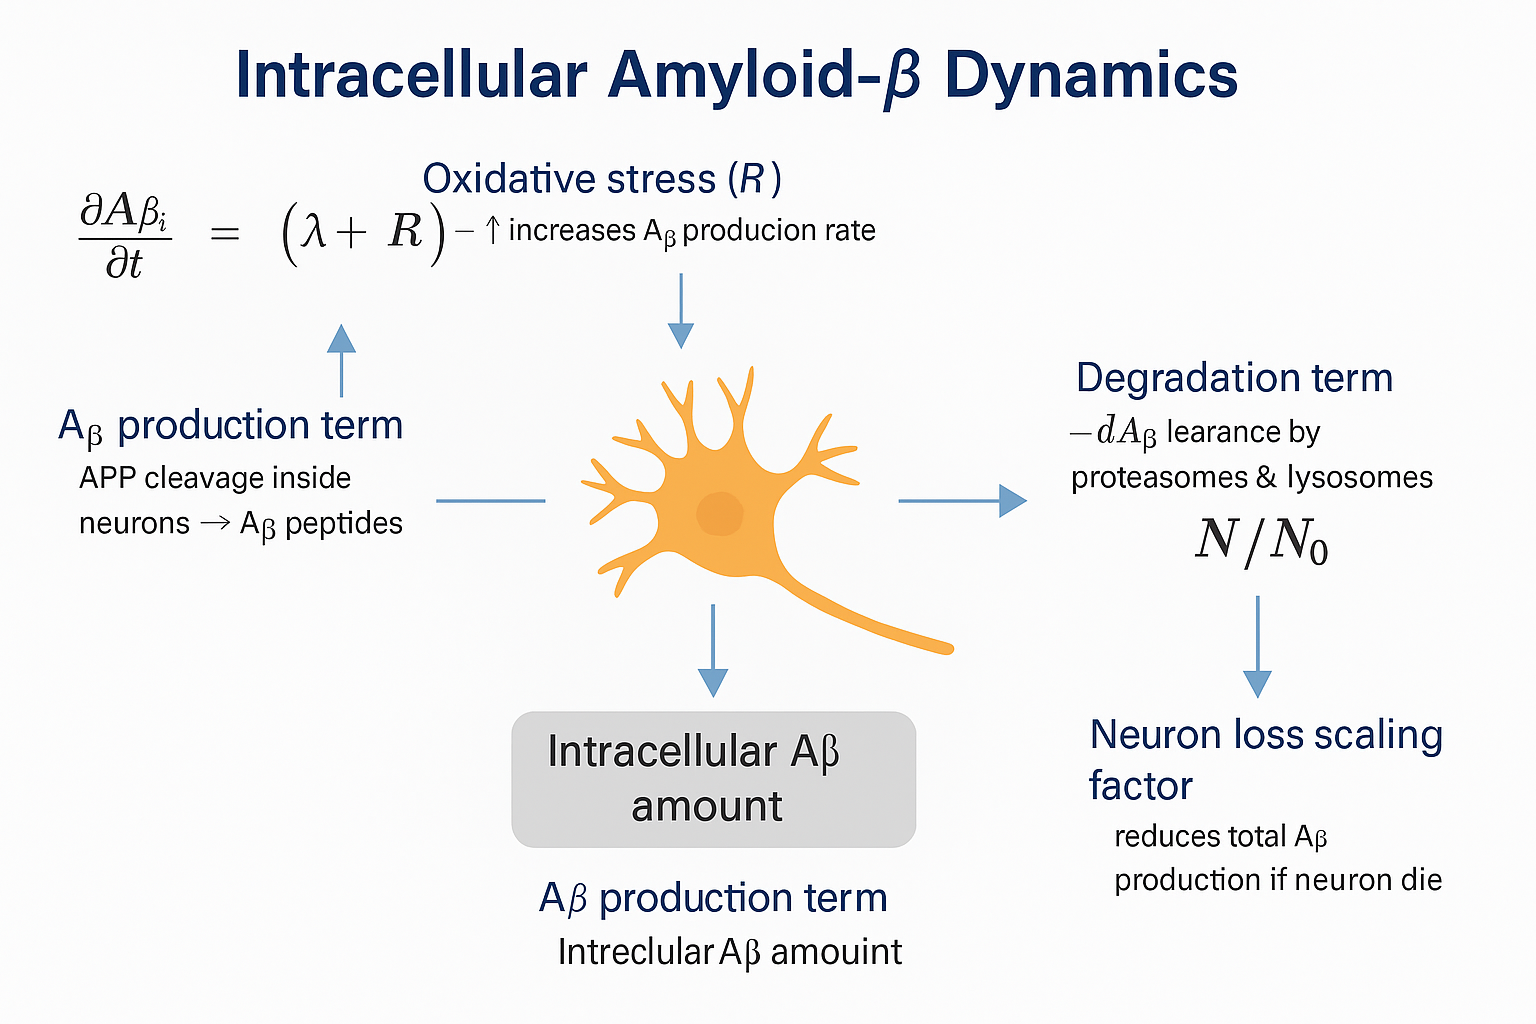 Intracellular Amyloid-β Dynamics
Oxidative stress (R)
∂Aβᵢ/∂t = (λ + R) – ↑ increases Aβ producion rate
Aβ production term
APP cleavage inside
neurons → Aβ peptides
Degradation term
−dAβ learance by
proteasomes & lysosomes
N/N₀
Neuron loss scaling
factor
reduces total Aβ
production if neuron die
Intracellular Aβ
amount
Aβ production term
Intreclular Aβ amouint